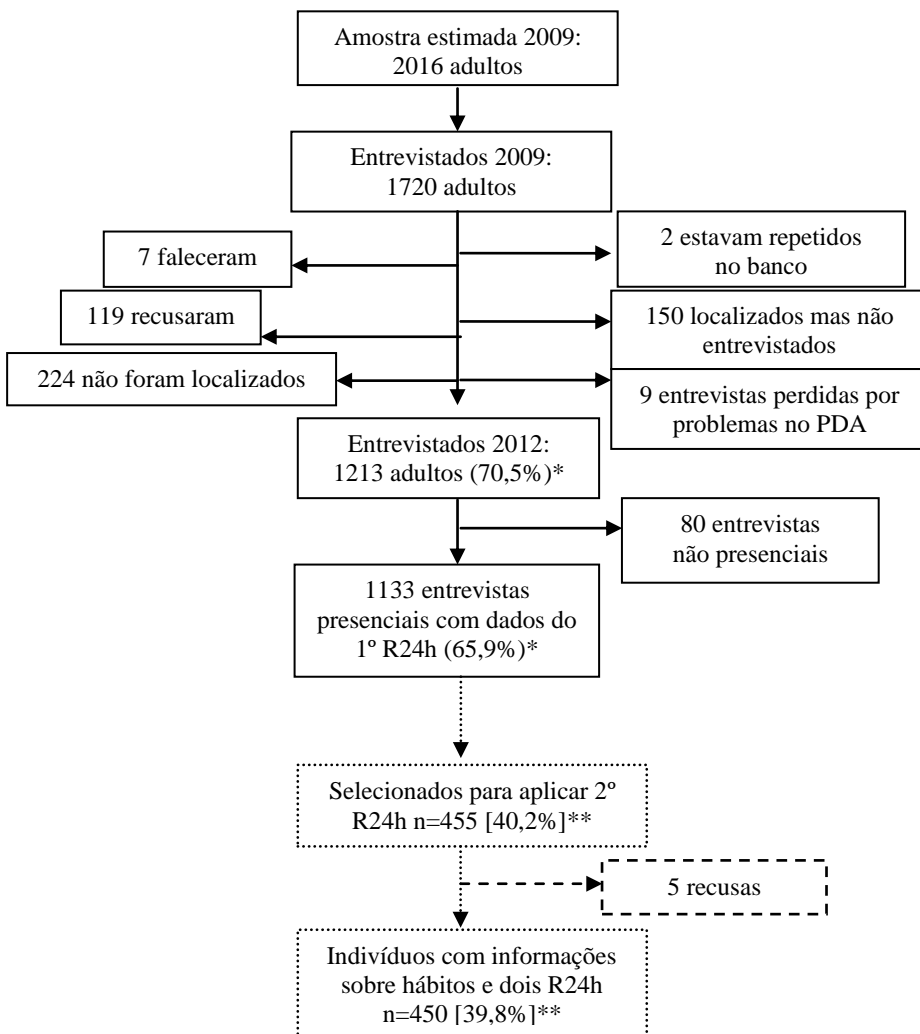 Amostra estimada 2009:
2016 adultos
Entrevistados 2009:
1720 adultos
7 faleceram
2 estavam repetidos
no banco
119 recusaram
150 localizados mas não
entrevistados
224 não foram localizados
9 entrevistas perdidas por
problemas no PDA
Entrevistados 2012:
1213 adultos (70,5%)*
80 entrevistas
não presenciais
1133 entrevistas
presenciais com dados do
1º R24h (65,9%)*
Selecionados para aplicar 2º
R24h n=455 [40,2%]**
5 recusas
Indivíduos com informações
sobre hábitos e dois R24h
n=450 [39,8%]**